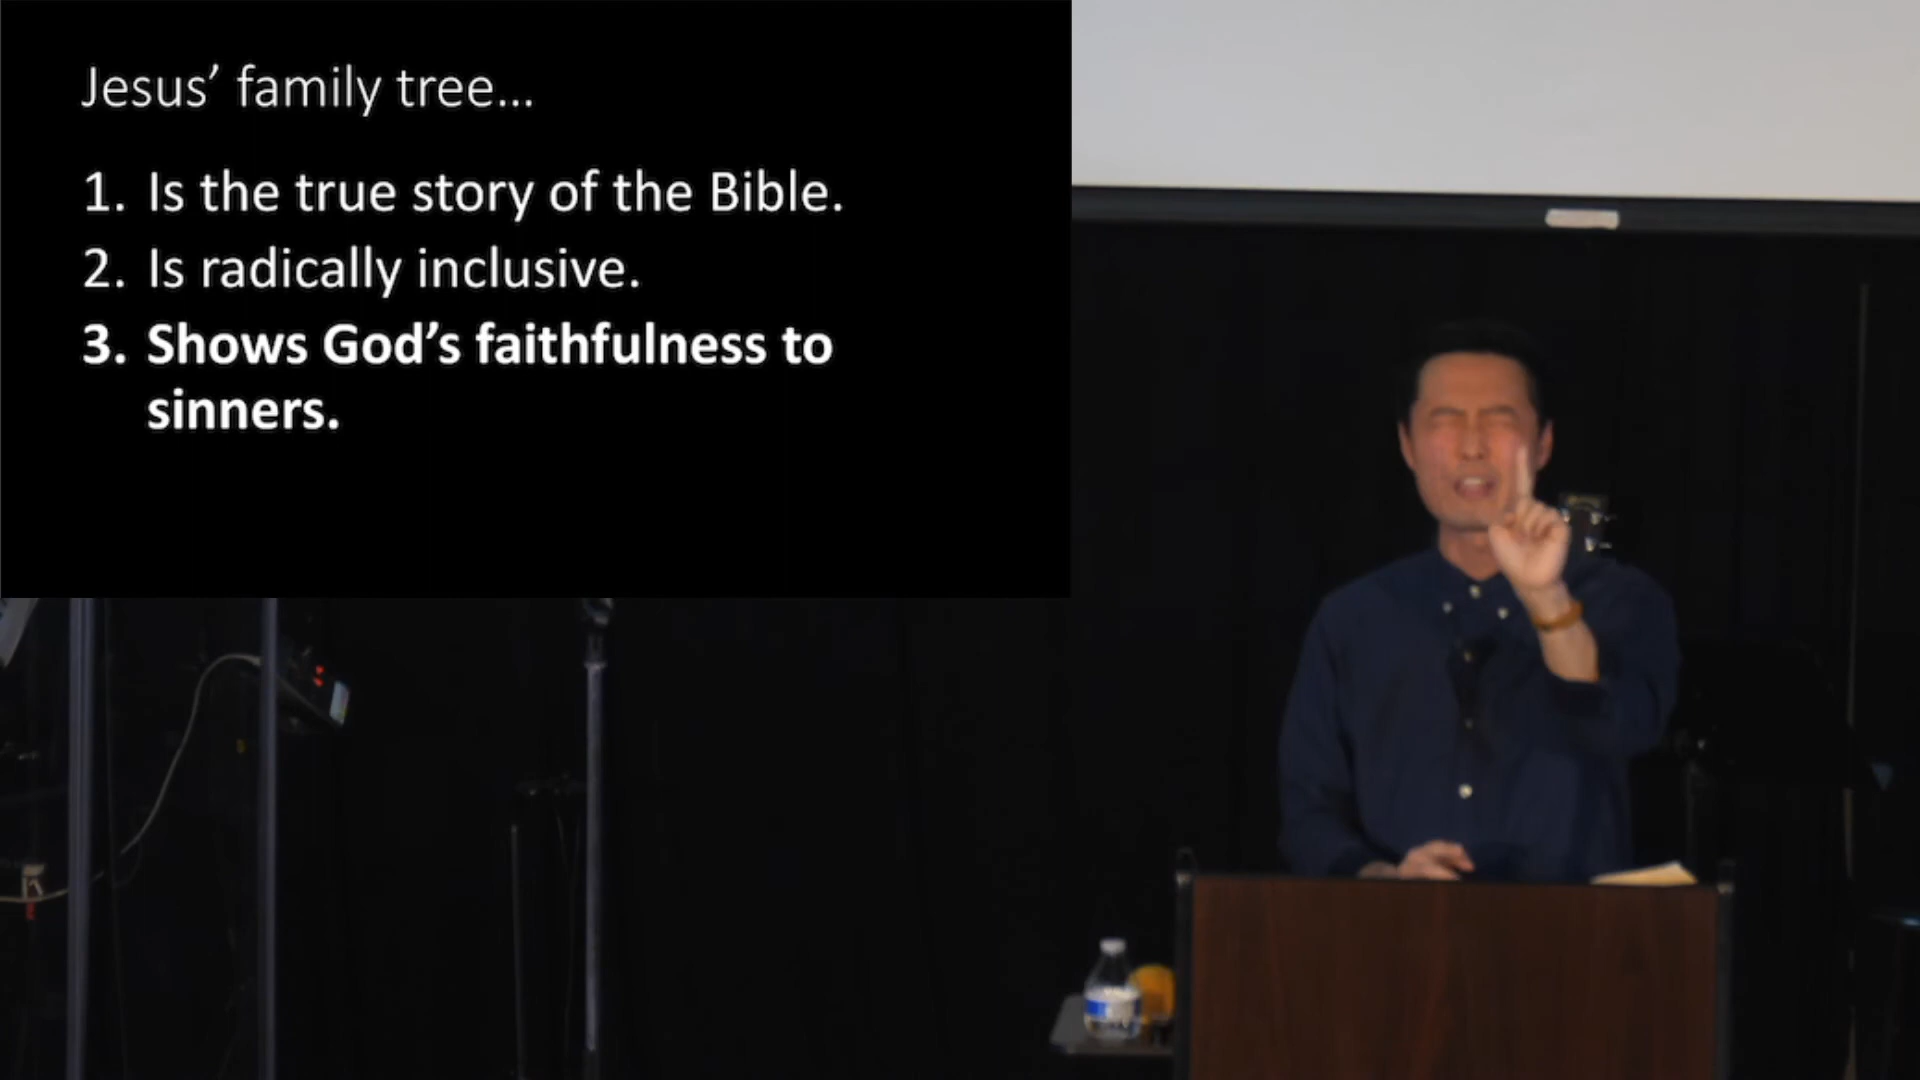 Jesus’ family tree...
1. Is the true story of the Bible.
2. Is radically inclusive.
3. Shows God’s faithfulness to
sinners.